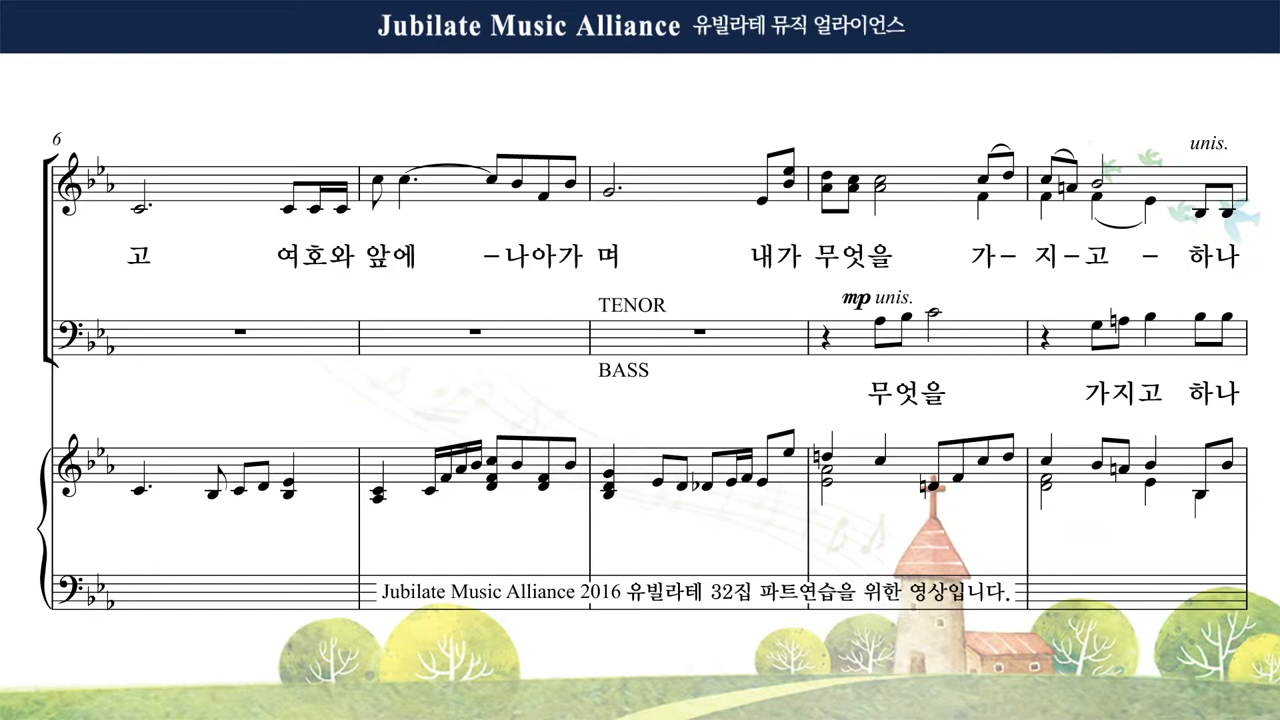 Jubilate Music Alliance 유빌라테 뮤직 얼라이언스
6
unis.
고 여호와 앞에 –나아가 며 내가 무엇을 가– 지–고 – 하나
TENOR
mp unis.
BASS
무엇을 가지고 하나
Jubilate Music Alliance 2016 유빌라테 32집 파트연습을 위한 영상입니다.